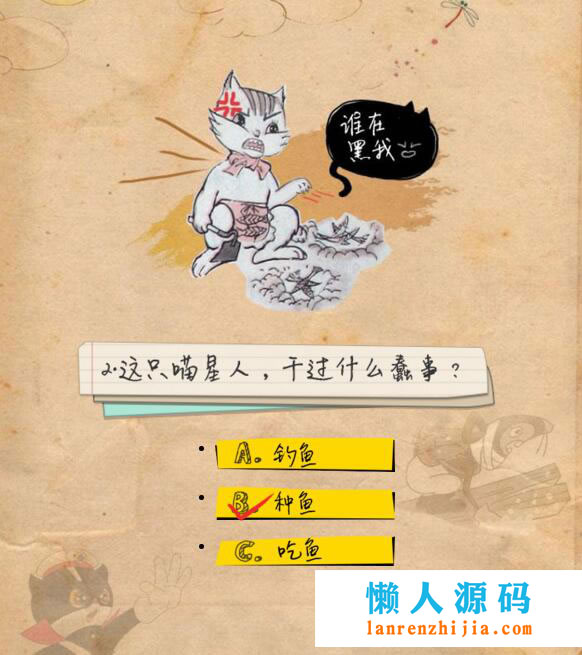 谁在
黑我
2.这只喵星人，干过什么蠢事？
A. 钓鱼
B. 种鱼
C. 吃鱼
懒人源码
lanrenzhijia.com